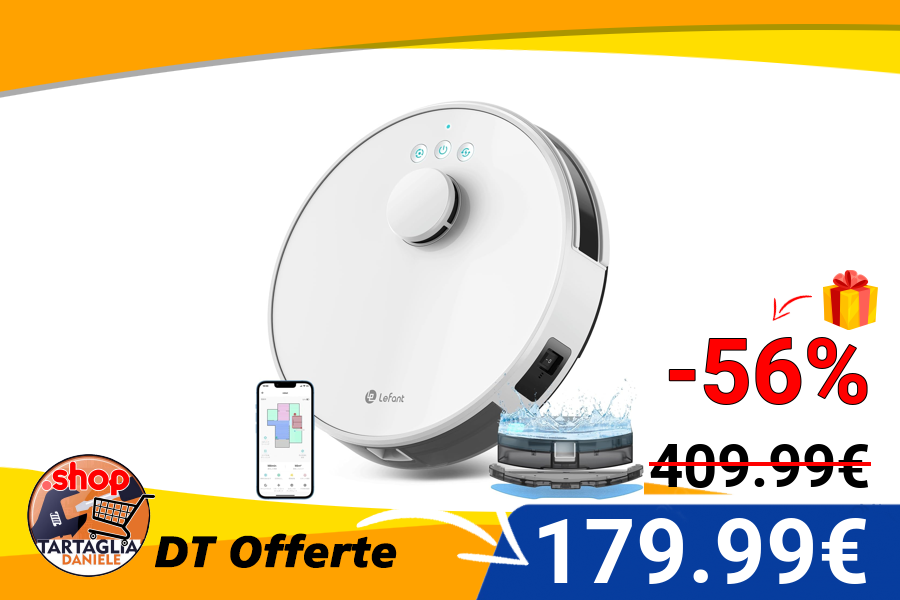 Lefant
-56%
409.99€
179.99€
.shop
TARTAGLIA
DANIELE
DT Offerte